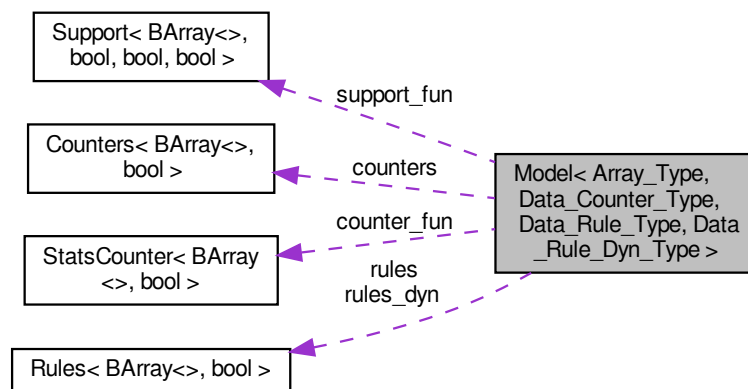 Support< BArray<>,
bool, bool, bool >
support_fun
Counters< BArray<>,
bool >
counters
Model< Array_Type,
Data_Counter_Type,
Data_Rule_Type, Data
_Rule_Dyn_Type >
counter_fun
StatsCounter< BArray
<>, bool >
rules
rules_dyn
Rules< BArray<>, bool >